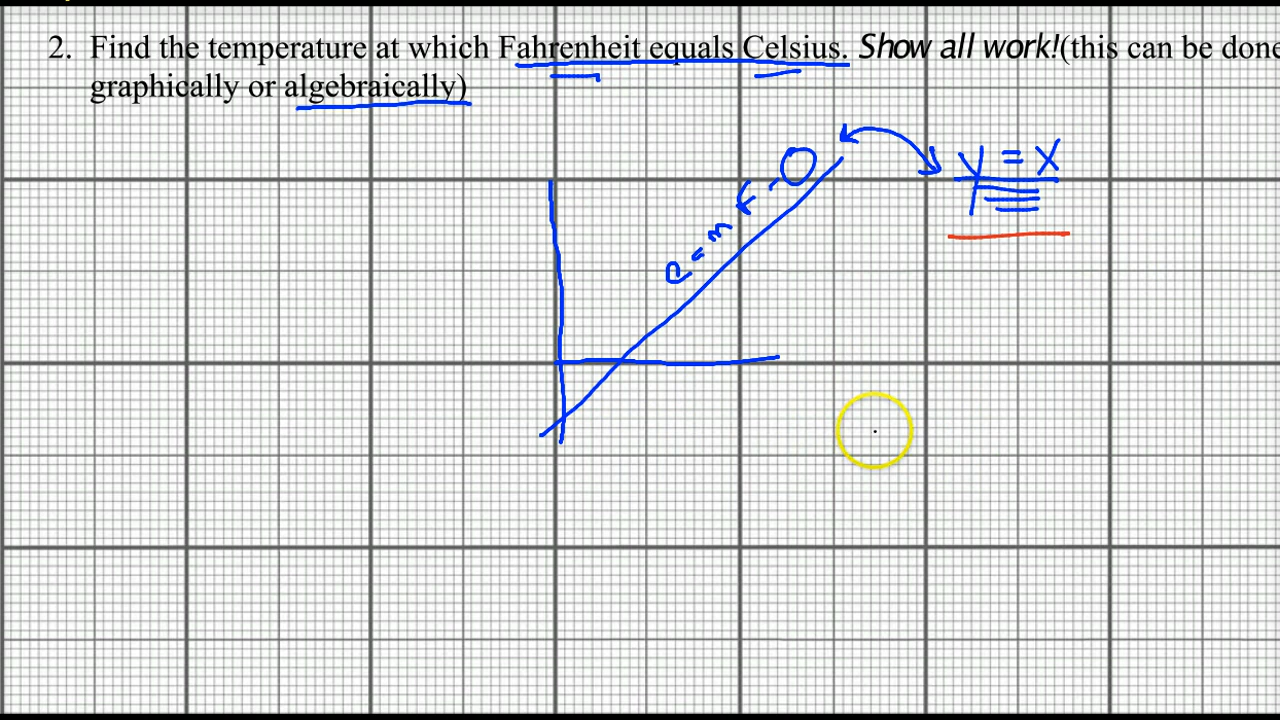 2. Find the temperature at which Fahrenheit equals Celsius. Show all work!(this can be done
graphically or algebraically)
y = x